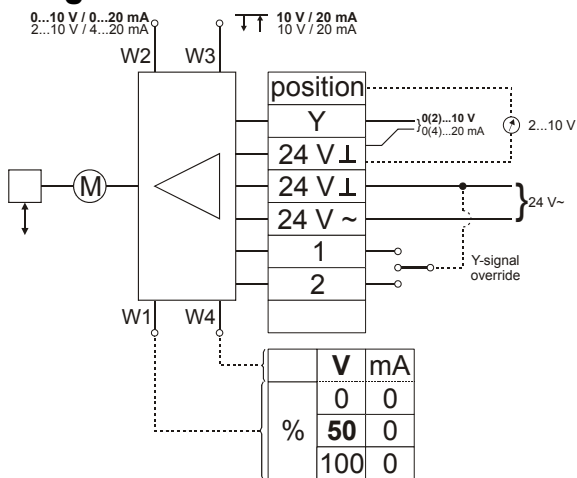 0...10 V / 0...20 mA
2...10 V / 4...20 mA
10 V / 20 mA
10 V / 20 mA
W2
W3
position
Y
0(2)...10 V
0(4)...20 mA
2...10 V
24 V ⊥
24 V ⊥
24 V ~
24 V~
M
1
2
Y-signal
override
W1
W4
V mA
0 0
% 50 0
100 0